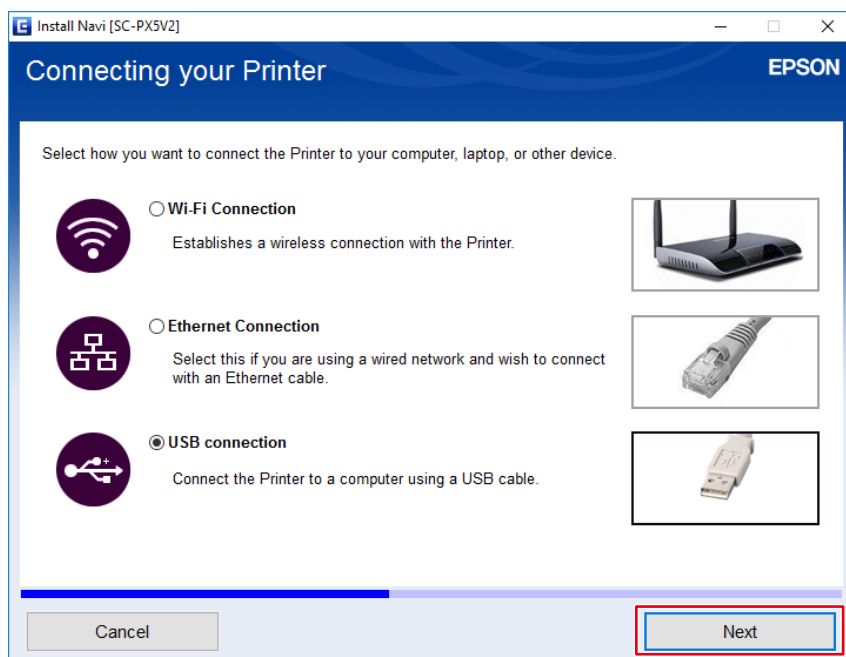 Install Navi [SC-PX5V2]
Connecting your Printer
EPSON
Select how you want to connect the Printer to your computer, laptop, or other device.
Wi-Fi Connection
Establishes a wireless connection with the Printer.
Ethernet Connection
Select this if you are using a wired network and wish to connect
with an Ethernet cable.
USB connection
Connect the Printer to a computer using a USB cable.
Cancel
Next